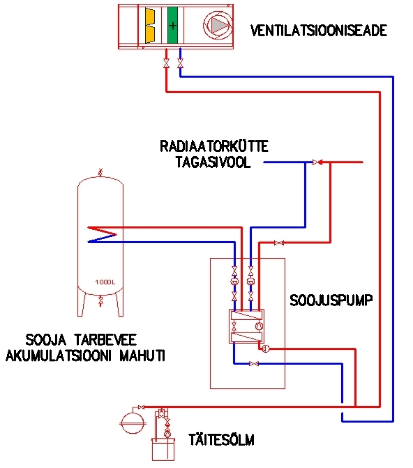 VENTILATSIOONISEADE
RADIAATORKÜTTE
TAGASIVOOL
1000L
SOOJUSPUMP
SOOJA TARBEVEE
AKUMULATSIOONI MAHUTI
TÄITESÕLM